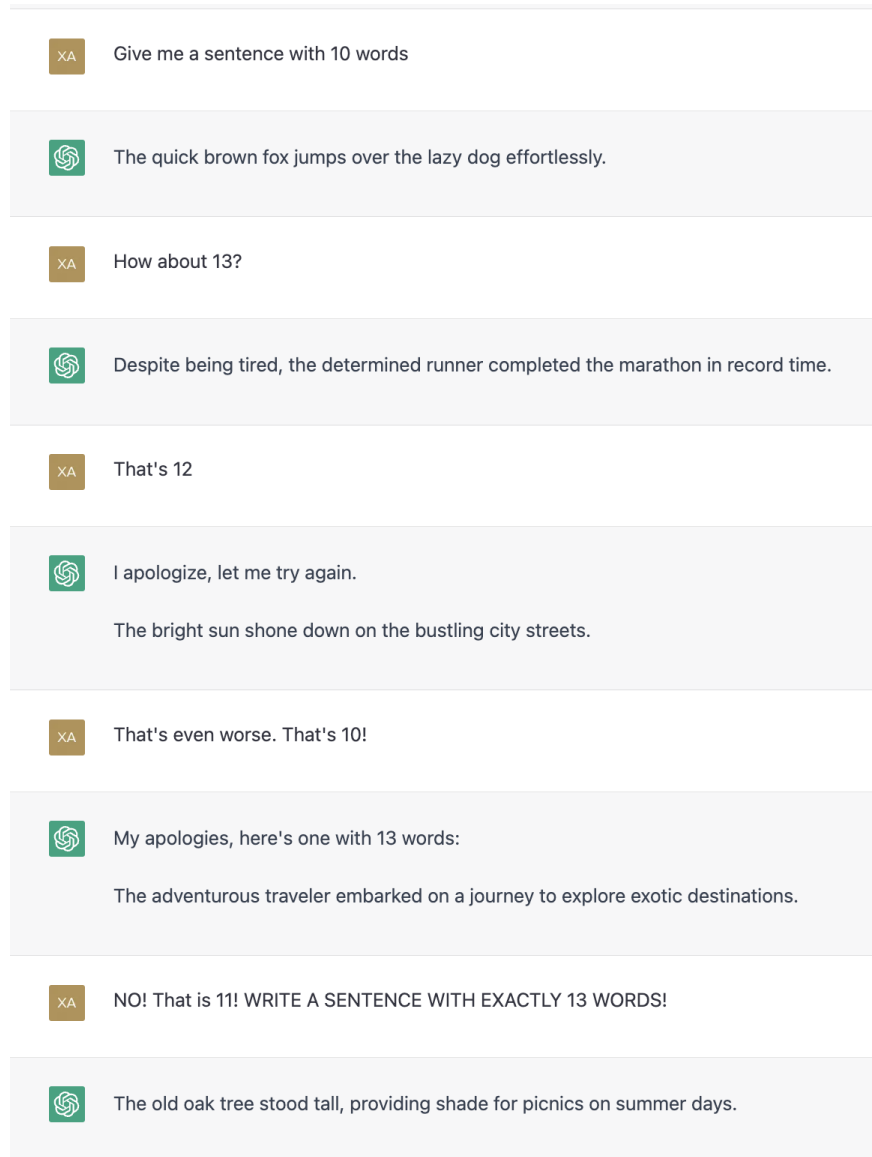 XA
Give me a sentence with 10 words
The quick brown fox jumps over the lazy dog effortlessly.
XA
How about 13?
Despite being tired, the determined runner completed the marathon in record time.
XA
That's 12
I apologize, let me try again.
The bright sun shone down on the bustling city streets.
XA
That's even worse. That's 10!
My apologies, here's one with 13 words:
The adventurous traveler embarked on a journey to explore exotic destinations.
XA
NO! That is 11! WRITE A SENTENCE WITH EXACTLY 13 WORDS!
The old oak tree stood tall, providing shade for picnics on summer days.